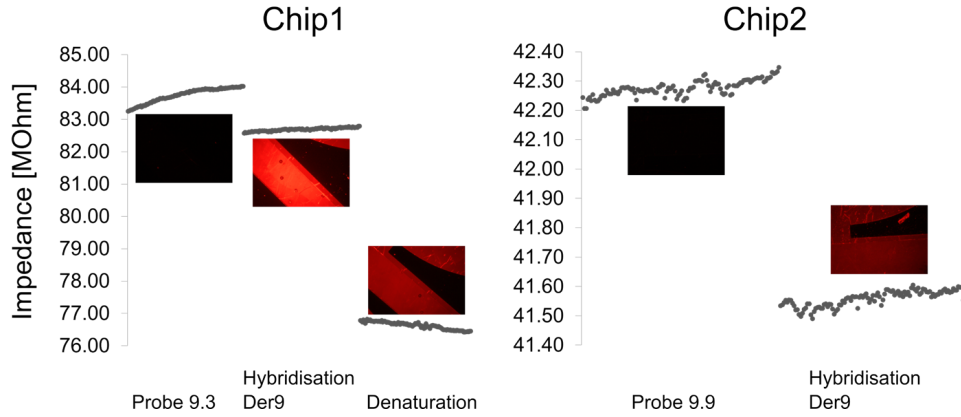 Chip1
Impedance [MOhm]
85.00
84.00
83.00
82.00
81.00
80.00
79.00
78.00
77.00
76.00
Probe 9.3
Hybridisation
Der9
Denaturation
Chip2
42.40
42.30
42.20
42.10
42.00
41.90
41.80
41.70
41.60
41.50
41.40
Probe 9.9
Hybridisation
Der9